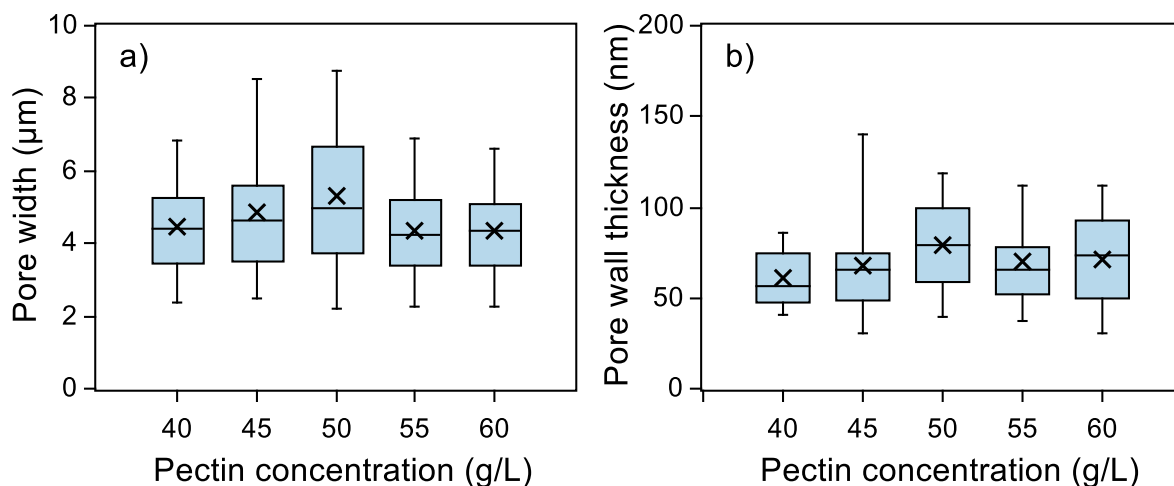 a)
Pore width (μm)
10
8
6
4
2
0
40 45 50 55 60
Pectin concentration (g/L)
b)
Pore wall thickness (nm)
200
150
100
50
0
40 45 50 55 60
Pectin concentration (g/L)